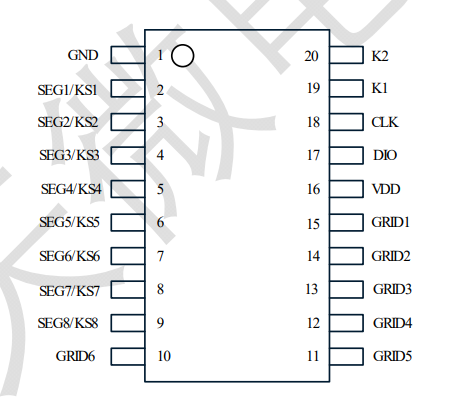 GND 1 20 K2
SEG1/KS1 2 19 K1
SEG2/KS2 3 18 CLK
SEG3/KS3 4 17 DIO
SEG4/KS4 5 16 VDD
SEG5/KS5 6 15 GRID1
SEG6/KS6 7 14 GRID2
SEG7/KS7 8 13 GRID3
SEG8/KS8 9 12 GRID4
GRID6 10 11 GRID5
微电